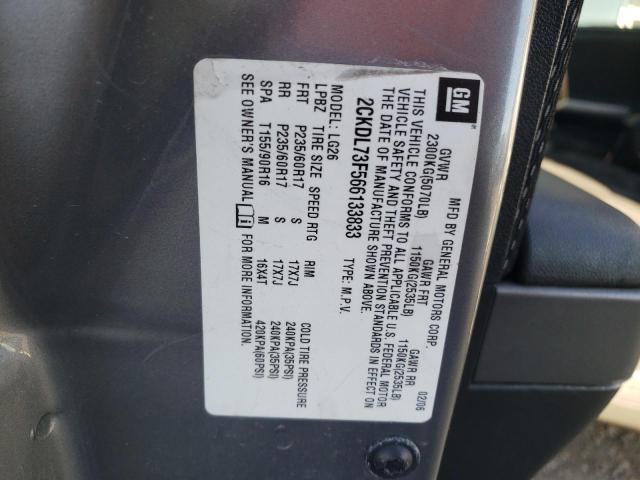 GM
MFD BY GENERAL MOTORS CORP. 02/06
GVWR GAWR FRT GAWR RR
2300KG(5070LB) 1150KG(2535LB) 1150KG(2535LB)
THIS VEHICLE CONFORMS TO ALL APPLICABLE U.S. FEDERAL MOTOR
VEHICLE SAFETY AND THEFT PREVENTION STANDARDS IN EFFECT ON
THE DATE OF MANUFACTURE SHOWN ABOVE.
2CKDL73F566133833 TYPE: M.P.V.
MODEL: LG26
LPBZ TIRE SIZE SPEED RTG RIM COLD TIRE PRESSURE
FRT P235/60R17 S 17X7J 240KPA(35PSI)
RR P235/60R17 S 17X7J 240KPA(35PSI)
SPA T155/90R16 M 16X4T 420KPA(60PSI)
SEE OWNER'S MANUAL i FOR MORE INFORMATION.